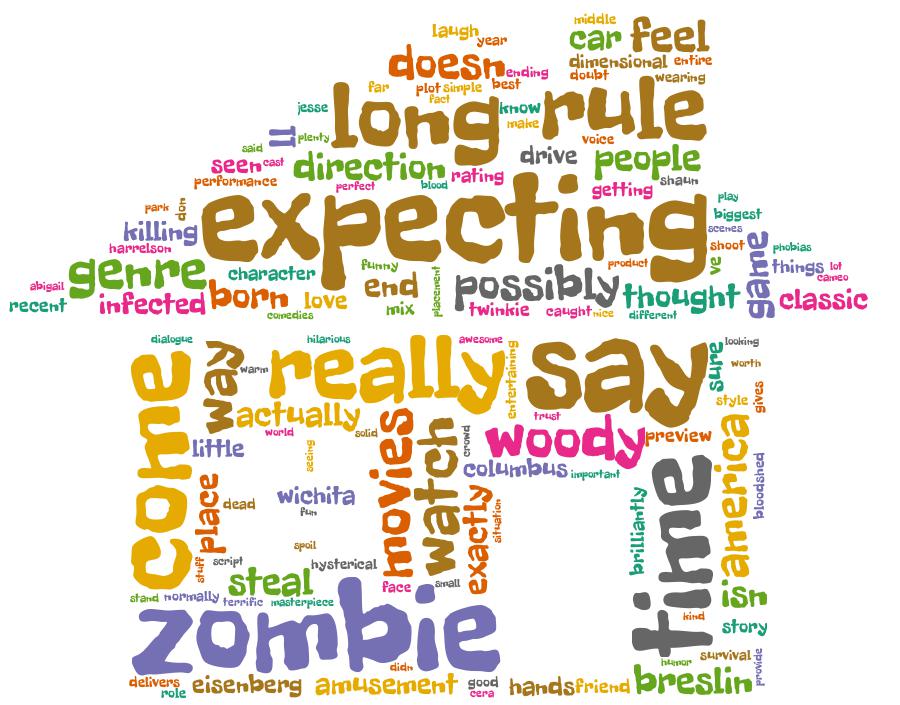 middle
laugh
year
car feel
doesn
ending
dimensional entire
doubt
wearing
far
plot simple best
fact
long
know
make
rule
jesse
ll
plenty
voice
said
seen cast
direction
rating
drive
people
performance
perfect
blood
getting
shaun
park
don
expecting
play
biggest
killing
scenes
harrelson
shoot
phobias
genre
character
funny
product
ve
game
things lot
cameo
abigail
recent
infected
born
love
end
placement
possibly
thought
classic
comedies
mix
twinkie
caught nice
different
dialogue
hilarious
awesome
looking
come
way
warm
really
entertaining
say
sure
worth
gives
style
actually
trust
world
solid
movies
watch
crowd
woody
preview
little
seeing
columbus
important
america
bloodshed
place
dead
wichita
fun
exactly
situation
time
brilliantly
spoil
stuff
script
hysterical
steal
face
small
stand normally
terrific masterpiece
isn
kind
story
zombie
didn
humor
survival
provide
delivers
role
eisenberg
amusement
good
cera
hands friend
breslin